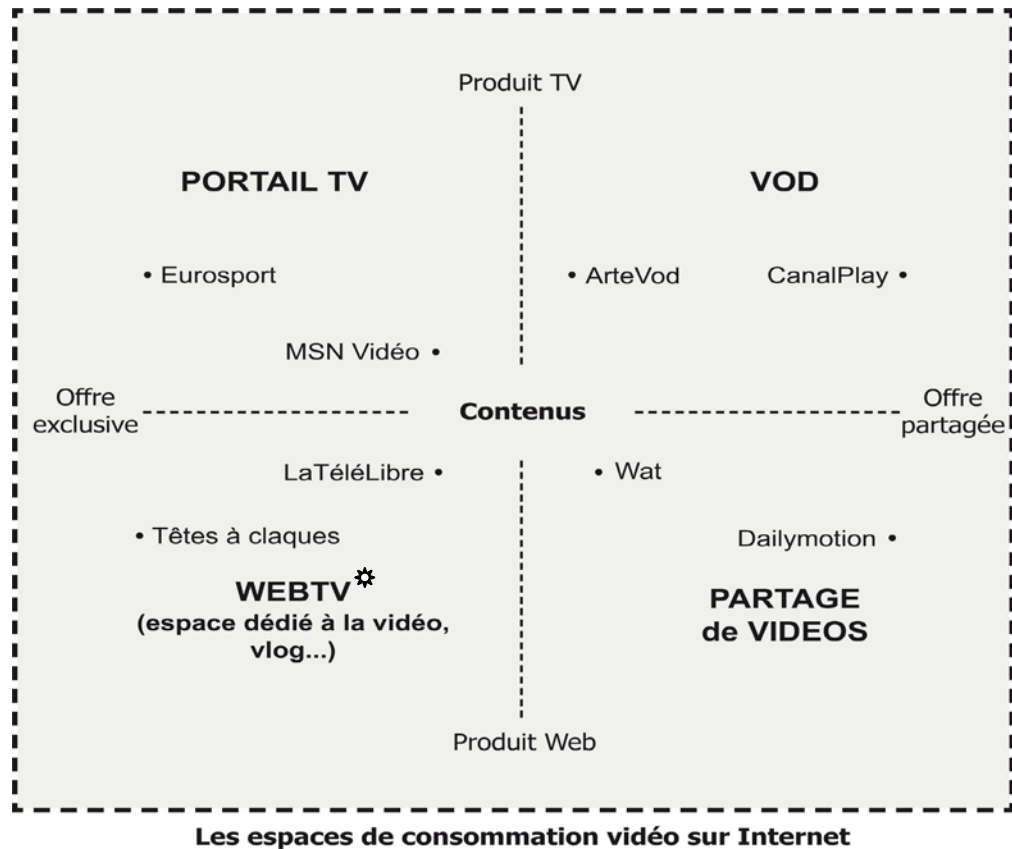 Produit TV
PORTAIL TV
VOD
• Eurosport
• ArteVod
CanalPlay •
MSN Vidéo •
Offre
exclusive
Contenus
Offre
partagée
LaTéléLibre •
• Wat
• Têtes à claques
Dailymotion •
WEBTV
(espace dédié à la vidéo,
vlog...)
PARTAGE
de VIDEOS
Produit Web
Les espaces de consommation vidéo sur Internet